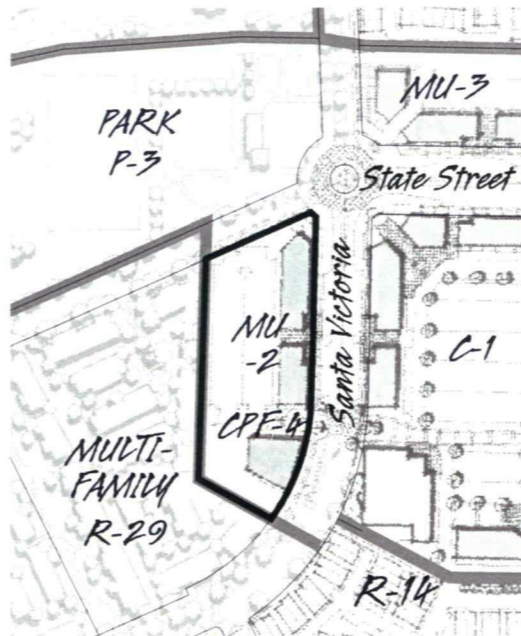 PARK
P-3
MU-3
State Street
Santa Victoria
MU
-2
C-1
CPF-4
MULTI-
FAMILY
R-29
R-14